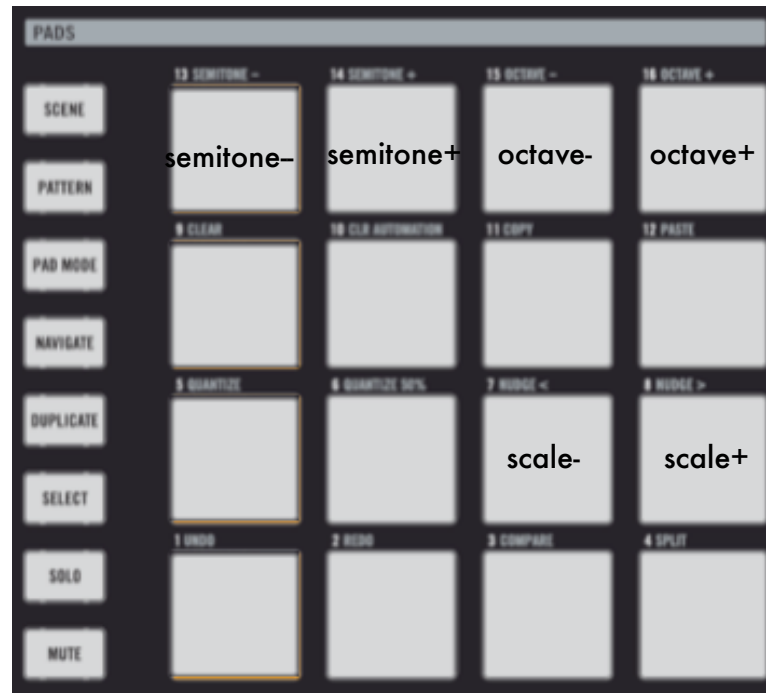 PADS
13 SEMITONE – 14 SEMITONE + 15 OCTAVE – 16 OCTAVE +
SCENE
semitone– semitone+ octave- octave+
PATTERN
9 CLEAR 10 CLR AUTOMATION 11 COPY 12 PASTE
PAD MODE
NAVIGATE
5 QUANTIZE 6 QUANTIZE 50% 7 NUDGE < 8 NUDGE >
DUPLICATE
scale- scale+
SELECT
1 UNDO 2 REDO 3 COMPARE 4 SPLIT
SOLO
MUTE